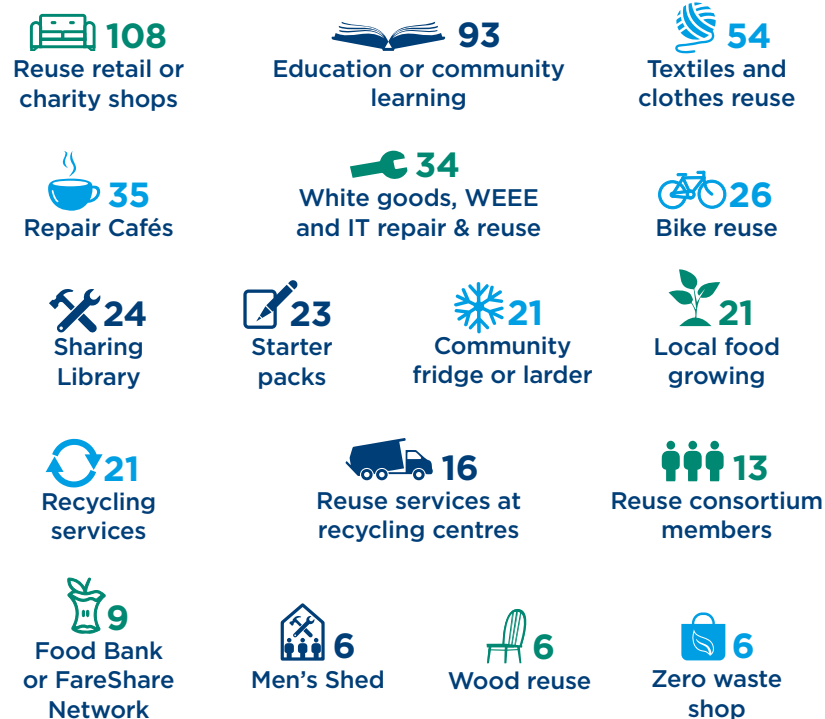 108
Reuse retail or
charity shops
93
Education or community
learning
54
Textiles and
clothes reuse
35
Repair Cafés
34
White goods, WEEE
and IT repair & reuse
26
Bike reuse
24
Sharing
Library
23
Starter
packs
21
Community
fridge or larder
21
Local food
growing
21
Recycling
services
16
Reuse services at
recycling centres
13
Reuse consortium
members
9
Food Bank
or FareShare
Network
6
Men's Shed
6
Wood reuse
6
Zero waste
shop